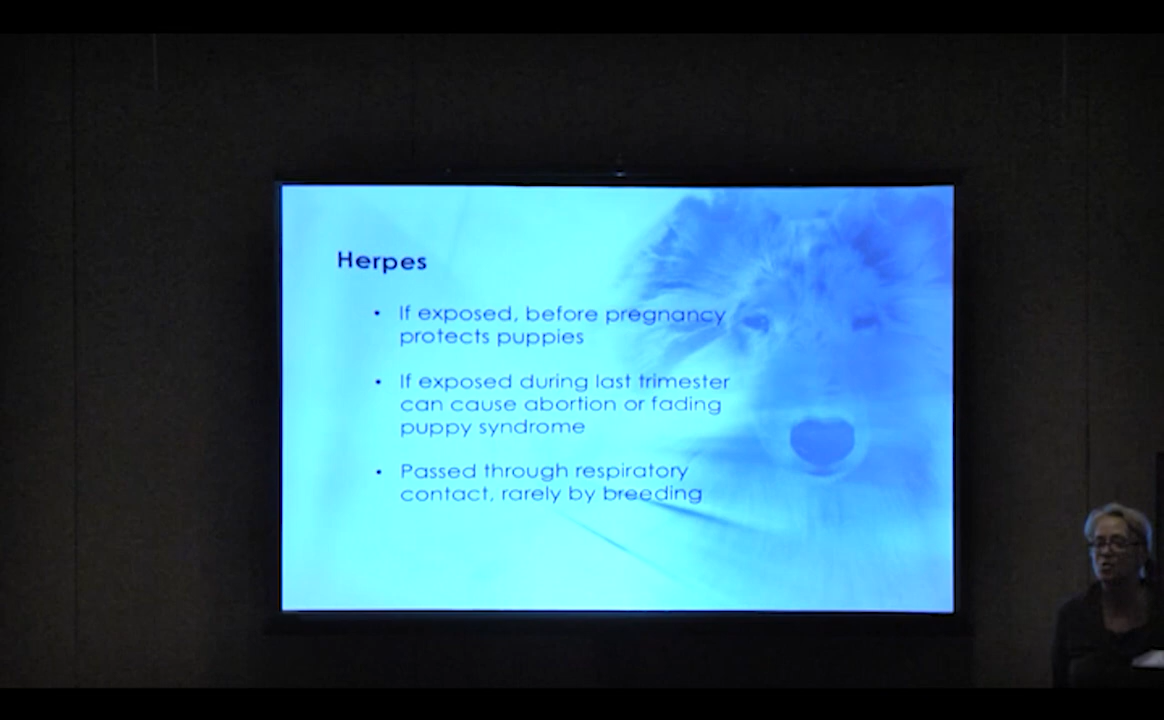 Herpes
• If exposed, before pregnancy
protects puppies
• If exposed during last trimester
can cause abortion or fading
puppy syndrome
• Passed through respiratory
contact, rarely by breeding